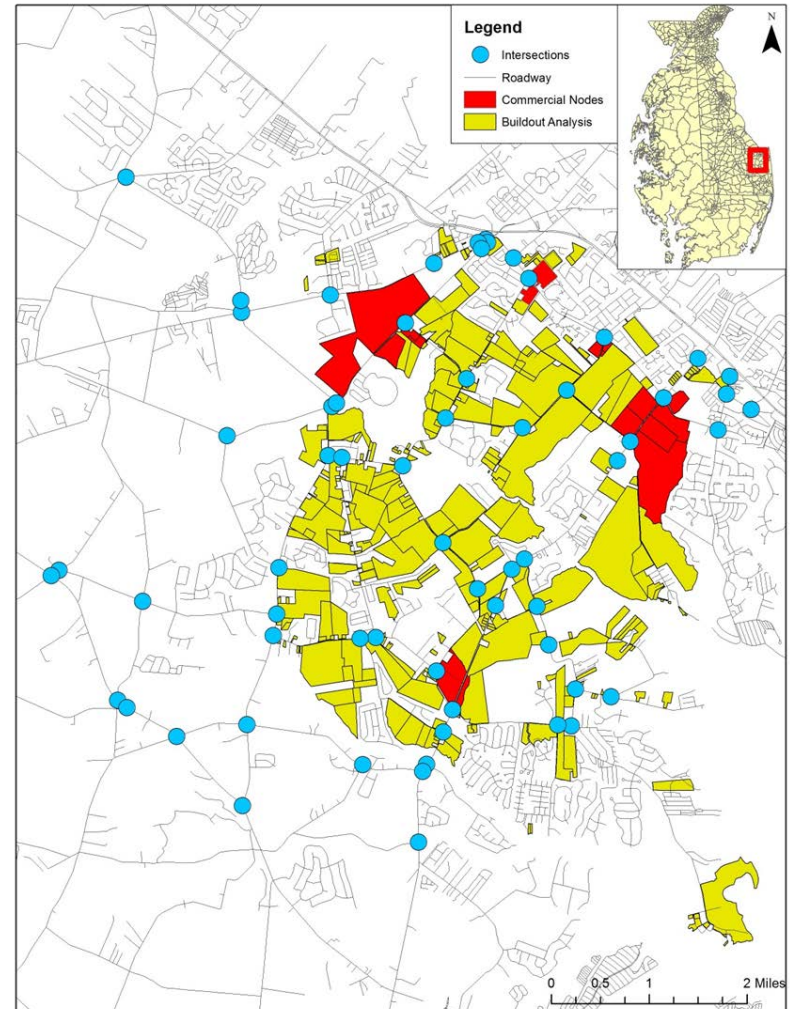 Legend
Intersections
Roadway
Commercial Nodes
Buildout Analysis
N
0 0.5 1 2 Miles